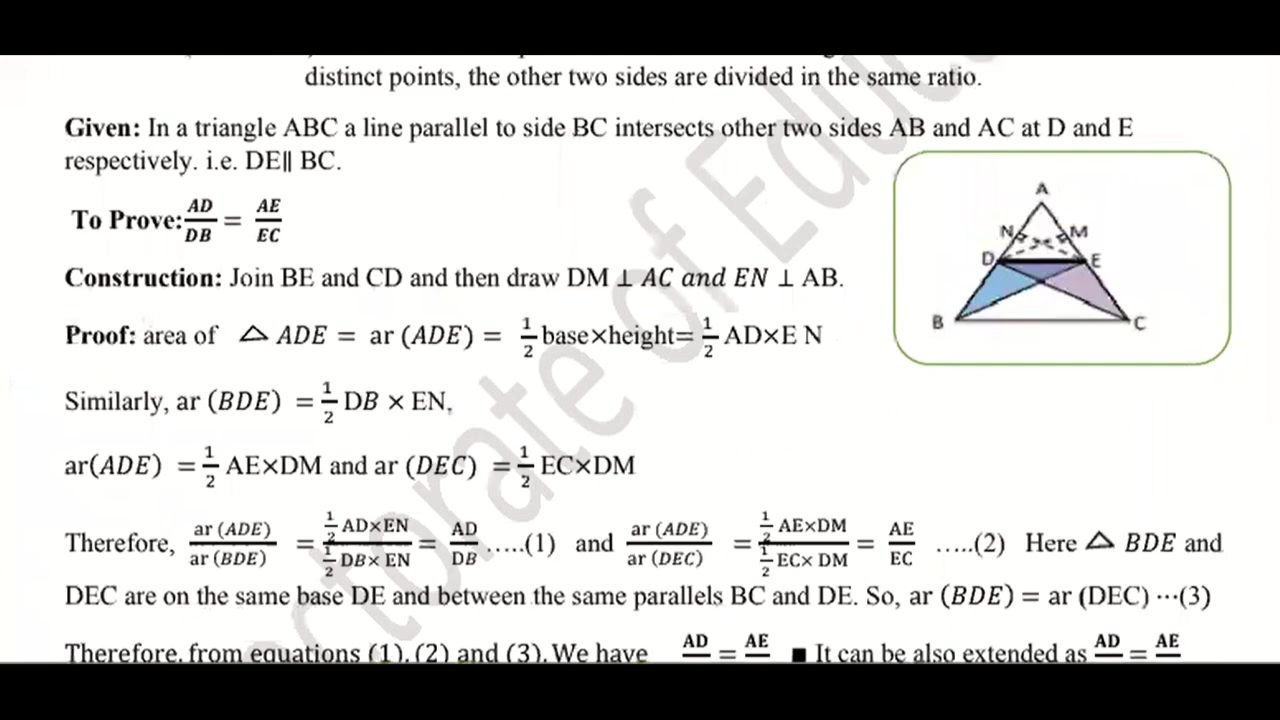 distinct points, the other two sides are divided in the same ratio.
Given: In a triangle ABC a line parallel to side BC intersects other two sides AB and AC at D and E
respectively. i.e. DE∥ BC.
To Prove: AD/DB = AE/EC
Construction: Join BE and CD and then draw DM ⊥ AC and EN ⊥ AB.
Proof: area of △ ADE = ar (ADE) = 1/2 base×height= 1/2 AD×E N
Similarly, ar (BDE) = 1/2 DB × EN,
ar(ADE) = 1/2 AE×DM and ar (DEC) = 1/2 EC×DM
Therefore, ar (ADE)/ar (BDE) = 1/2 AD×EN / 1/2 DB× EN = AD/DB .....(1) and ar (ADE)/ar (DEC) = 1/2 AE×DM / 1/2 EC× DM = AE/EC .....(2) Here △ BDE and
DEC are on the same base DE and between the same parallels BC and DE. So, ar (BDE) = ar (DEC) ···(3)
Therefore, from equations (1), (2) and (3), We have AD = AE ■ It can be also extended as AD = AE
A
N M
D E
B C